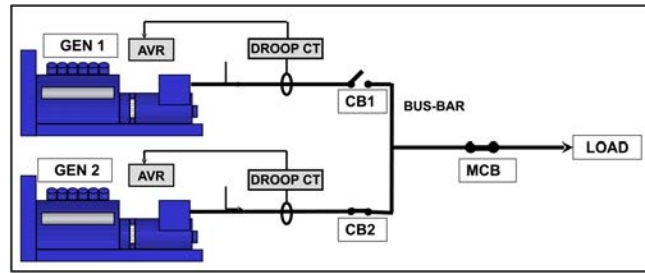 GEN 1
AVR
DROOP CT
CB1
BUS-BAR
LOAD
MCB
GEN 2
AVR
DROOP CT
CB2